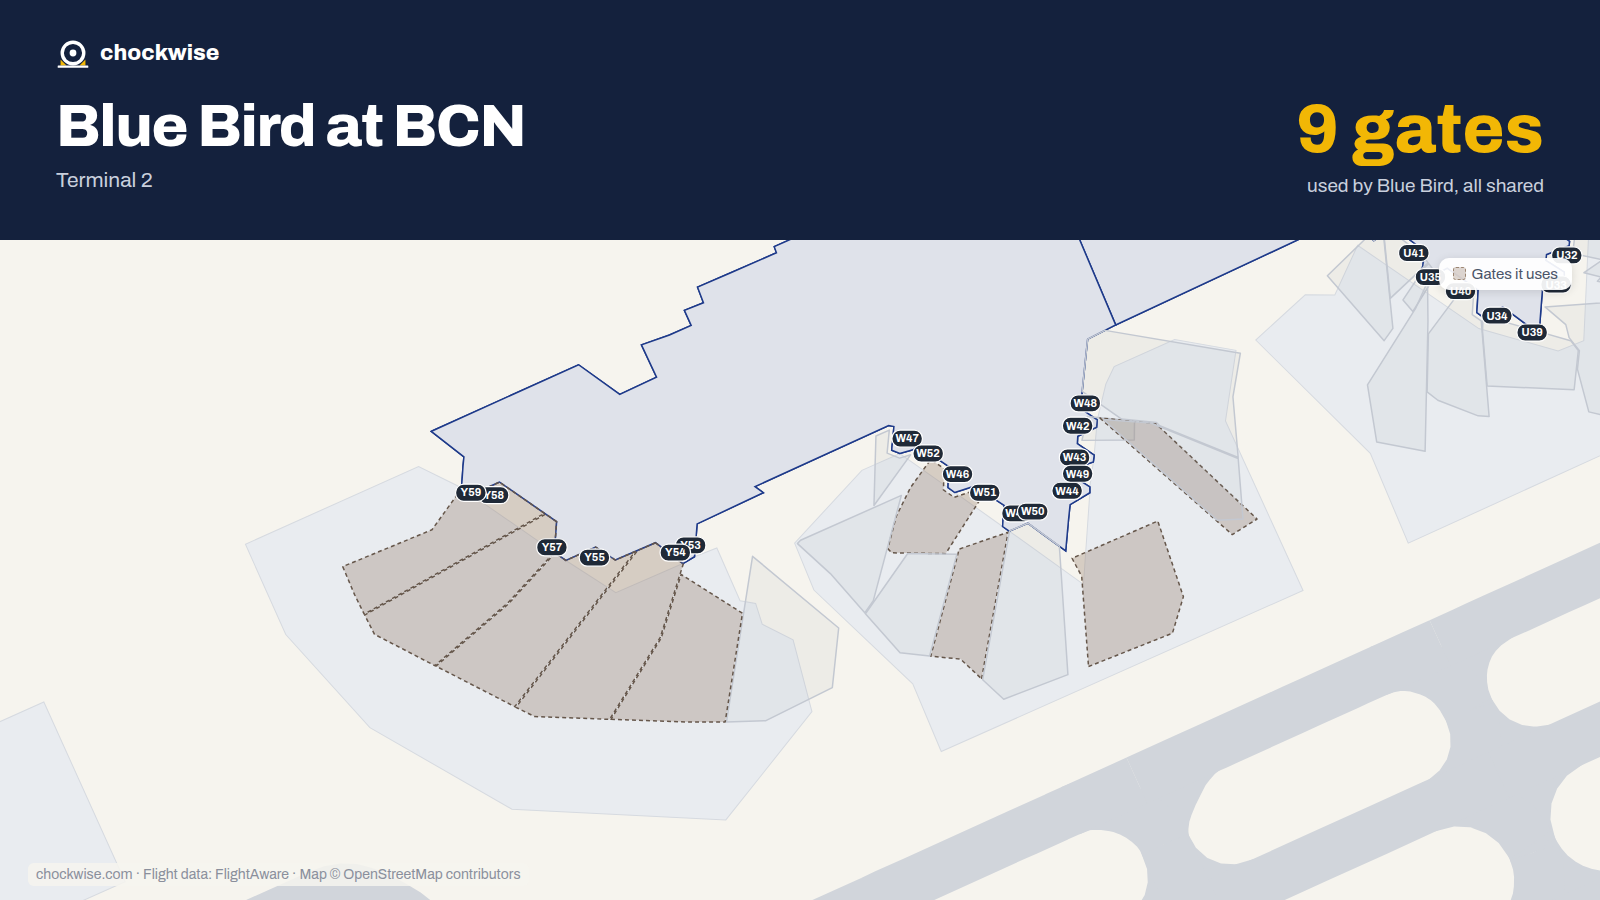 chockwise
Blue Bird at BCN
Terminal 2
9 gates
used by Blue Bird, all shared
U41
U32
U35
Gates it uses
U40
U34
U39
W48
W42
W47
W52
W43
W46
W49
W51
W44
W50
Y59
Y58
Y57
Y55
Y54
Y53
chockwise.com · Flight data: FlightAware · Map © OpenStreetMap contributors